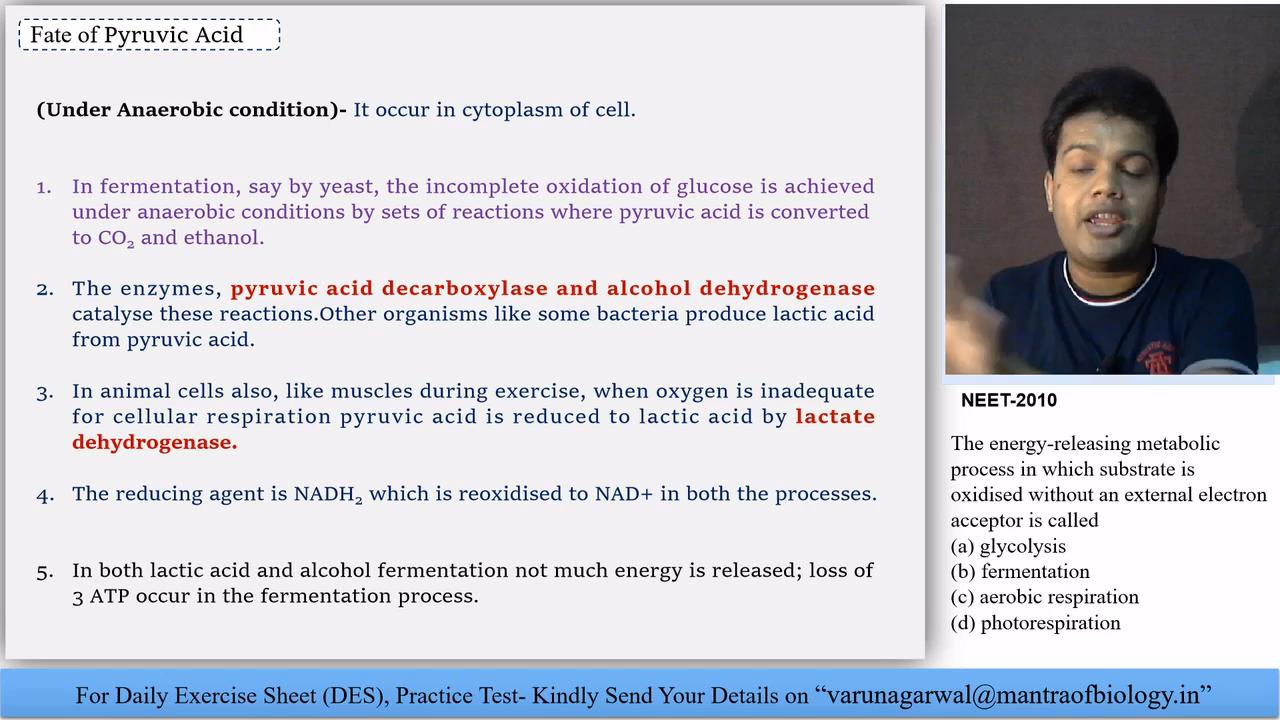 Fate of Pyruvic Acid
(Under Anaerobic condition)- It occur in cytoplasm of cell.
1. In fermentation, say by yeast, the incomplete oxidation of glucose is achieved
under anaerobic conditions by sets of reactions where pyruvic acid is converted
to CO₂ and ethanol.
2. The enzymes, pyruvic acid decarboxylase and alcohol dehydrogenase
catalyse these reactions.Other organisms like some bacteria produce lactic acid
from pyruvic acid.
3. In animal cells also, like muscles during exercise, when oxygen is inadequate
for cellular respiration pyruvic acid is reduced to lactic acid by lactate
dehydrogenase.
4. The reducing agent is NADH₂ which is reoxidised to NAD+ in both the processes.
5. In both lactic acid and alcohol fermentation not much energy is released; loss of
3 ATP occur in the fermentation process.
NEET-2010
The energy-releasing metabolic
process in which substrate is
oxidised without an external electron
acceptor is called
(a) glycolysis
(b) fermentation
(c) aerobic respiration
(d) photorespiration
For Daily Exercise Sheet (DES), Practice Test- Kindly Send Your Details on “varunagarwal@mantraofbiology.in”